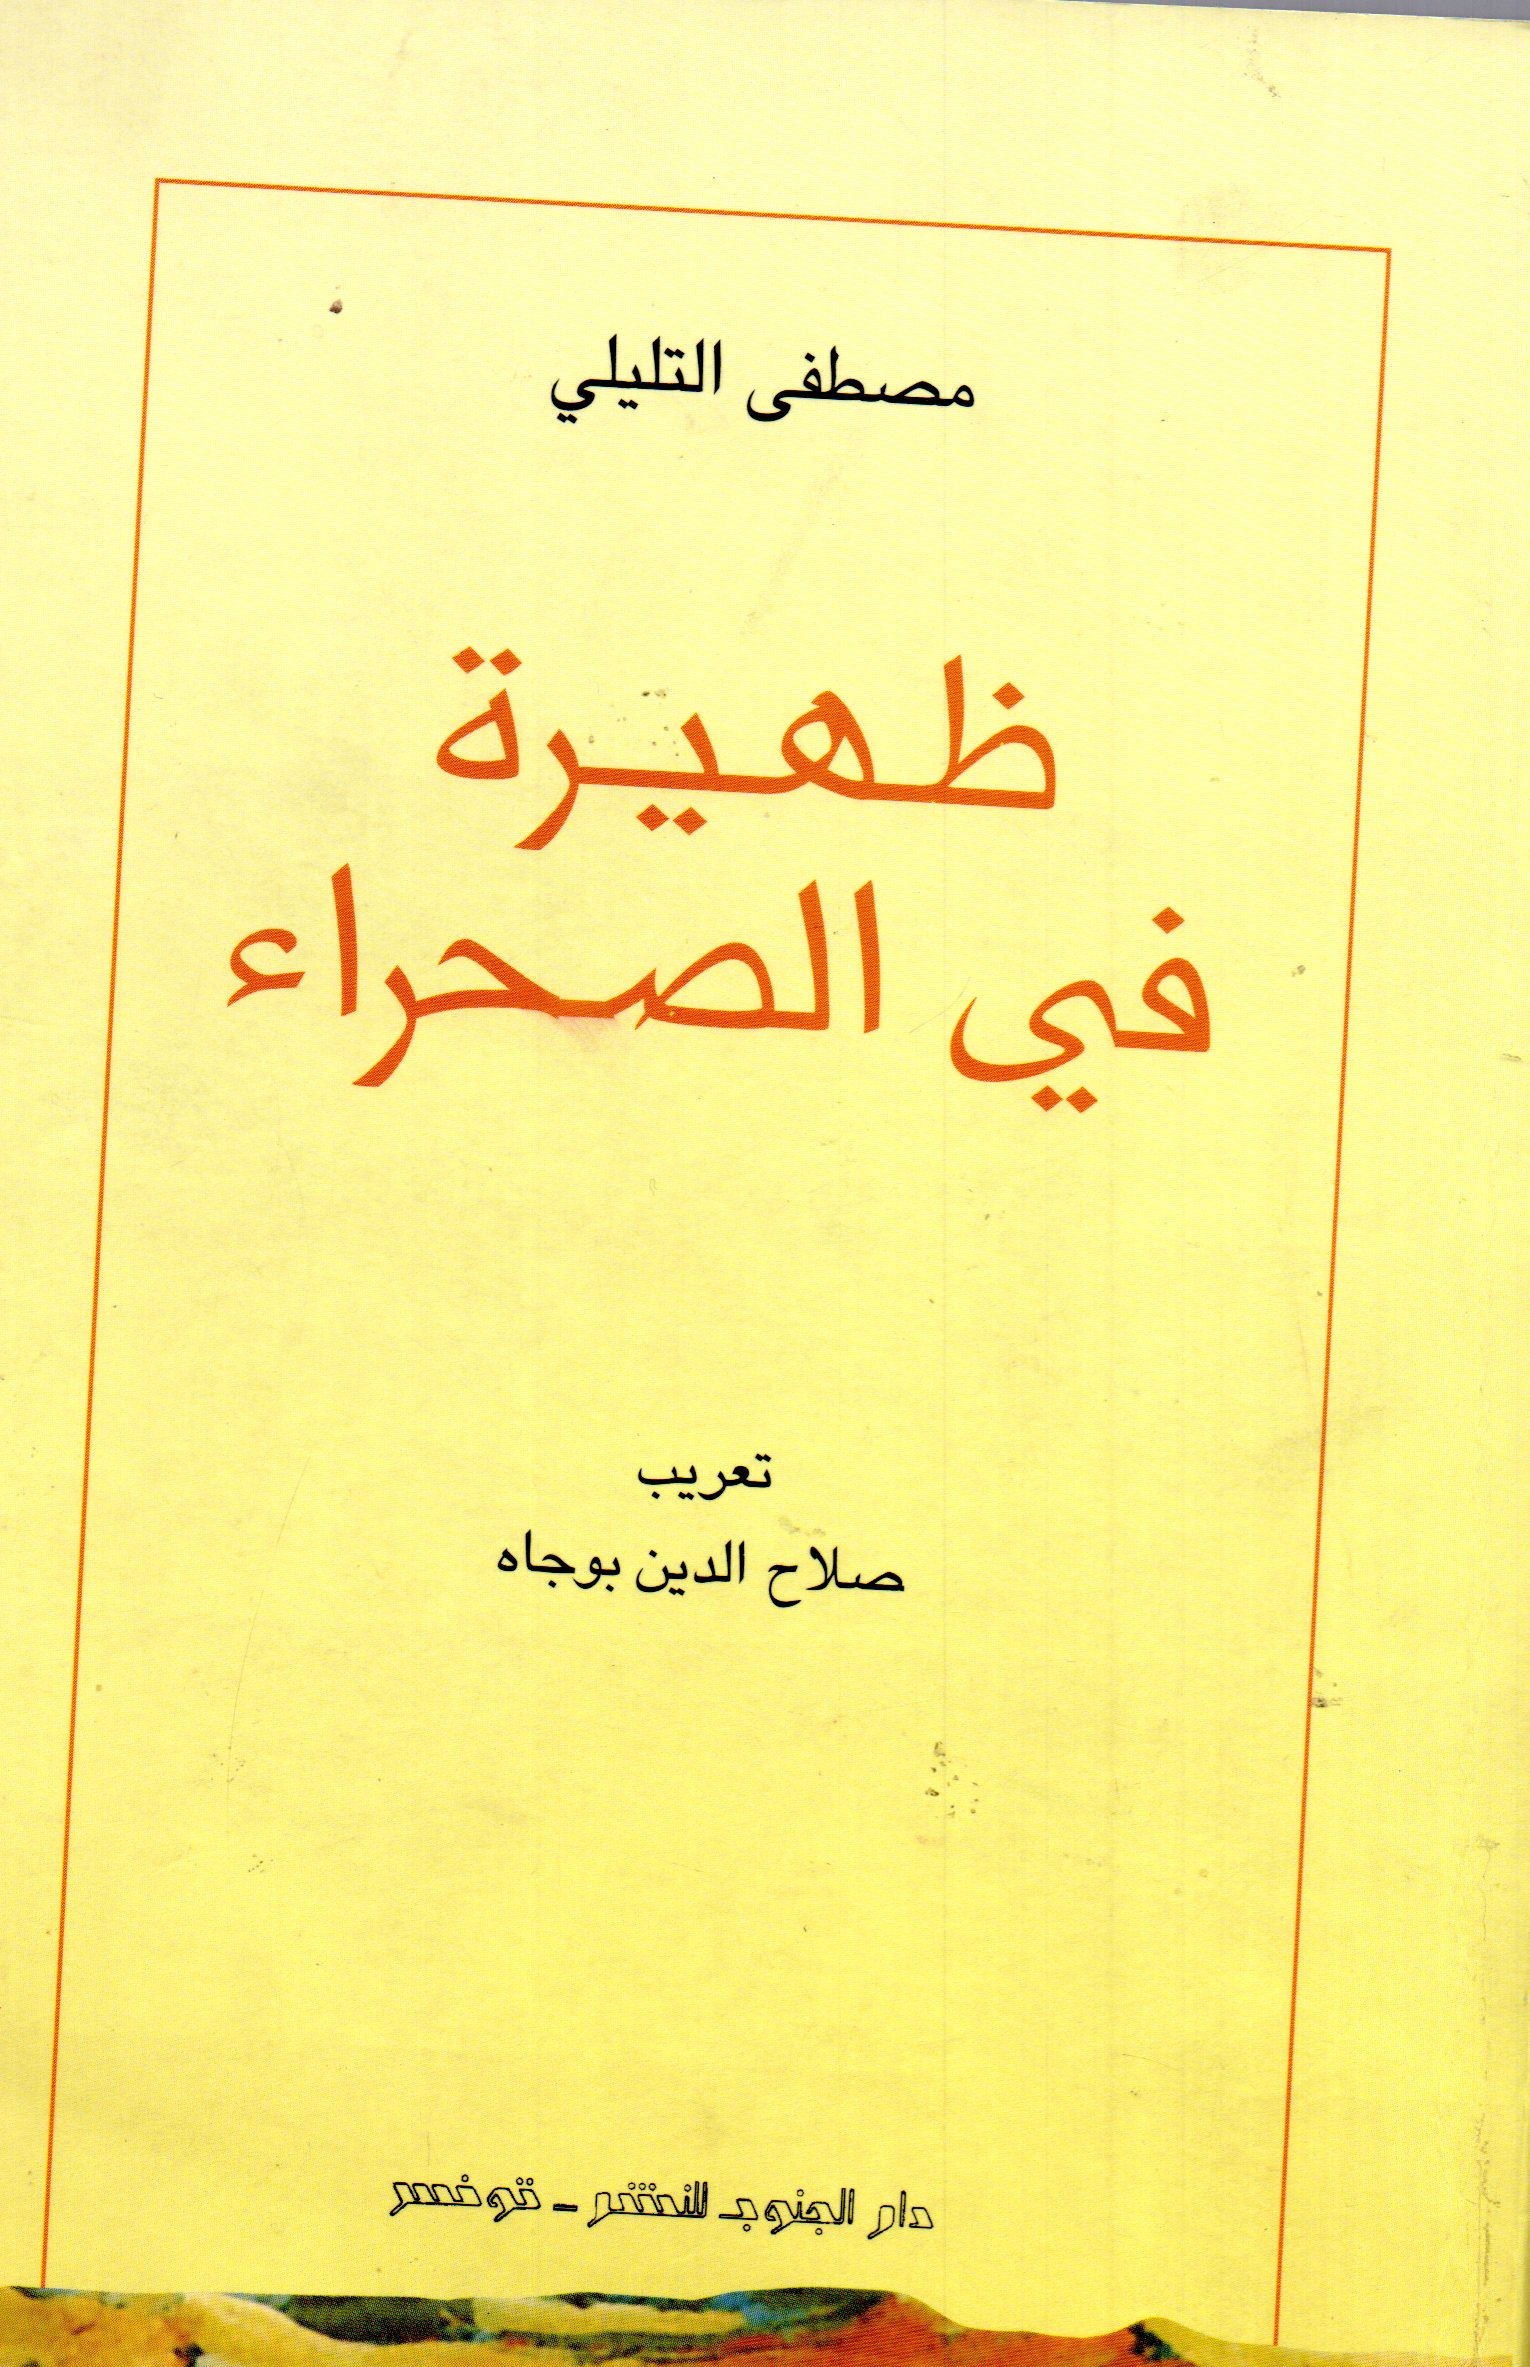 مصطفى التليلي
ظهيرة
في الصحراء
تعريب
صلاح الدين بوجاه
دار الجنوب للنشر - تونس